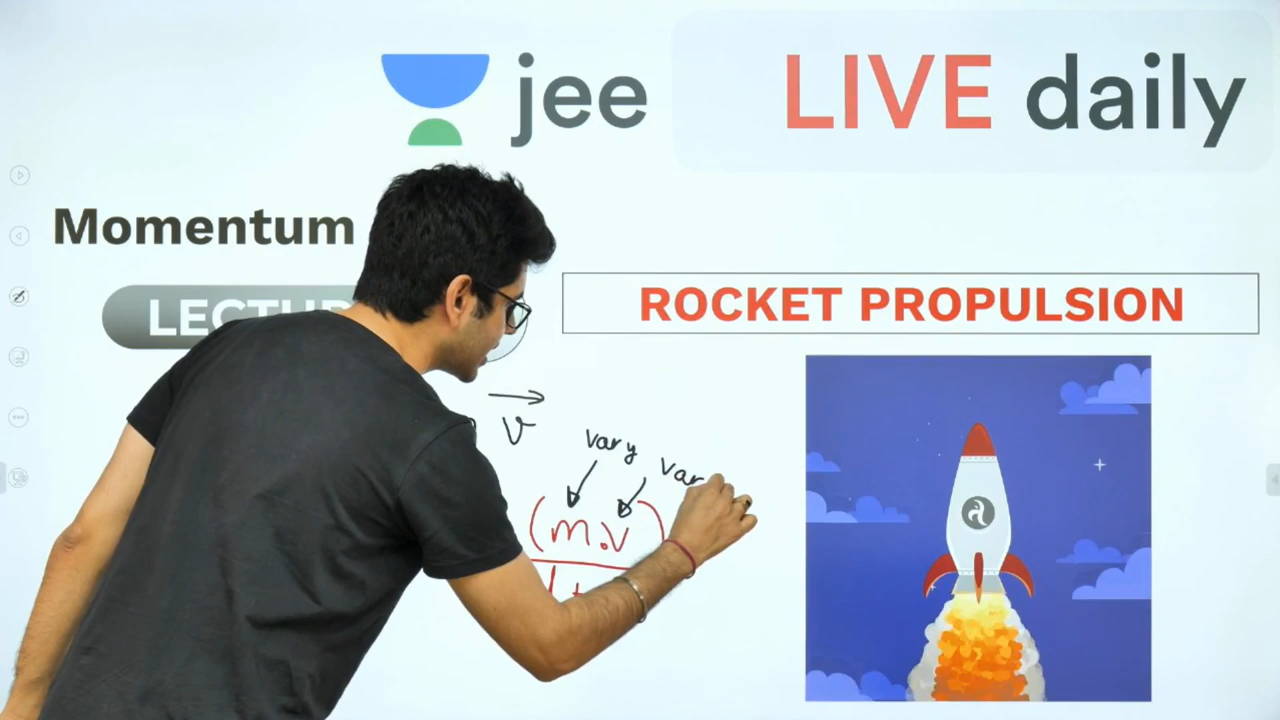 jee
LIVE daily
Momentum
ROCKET PROPULSION
v
vary
(m.v)